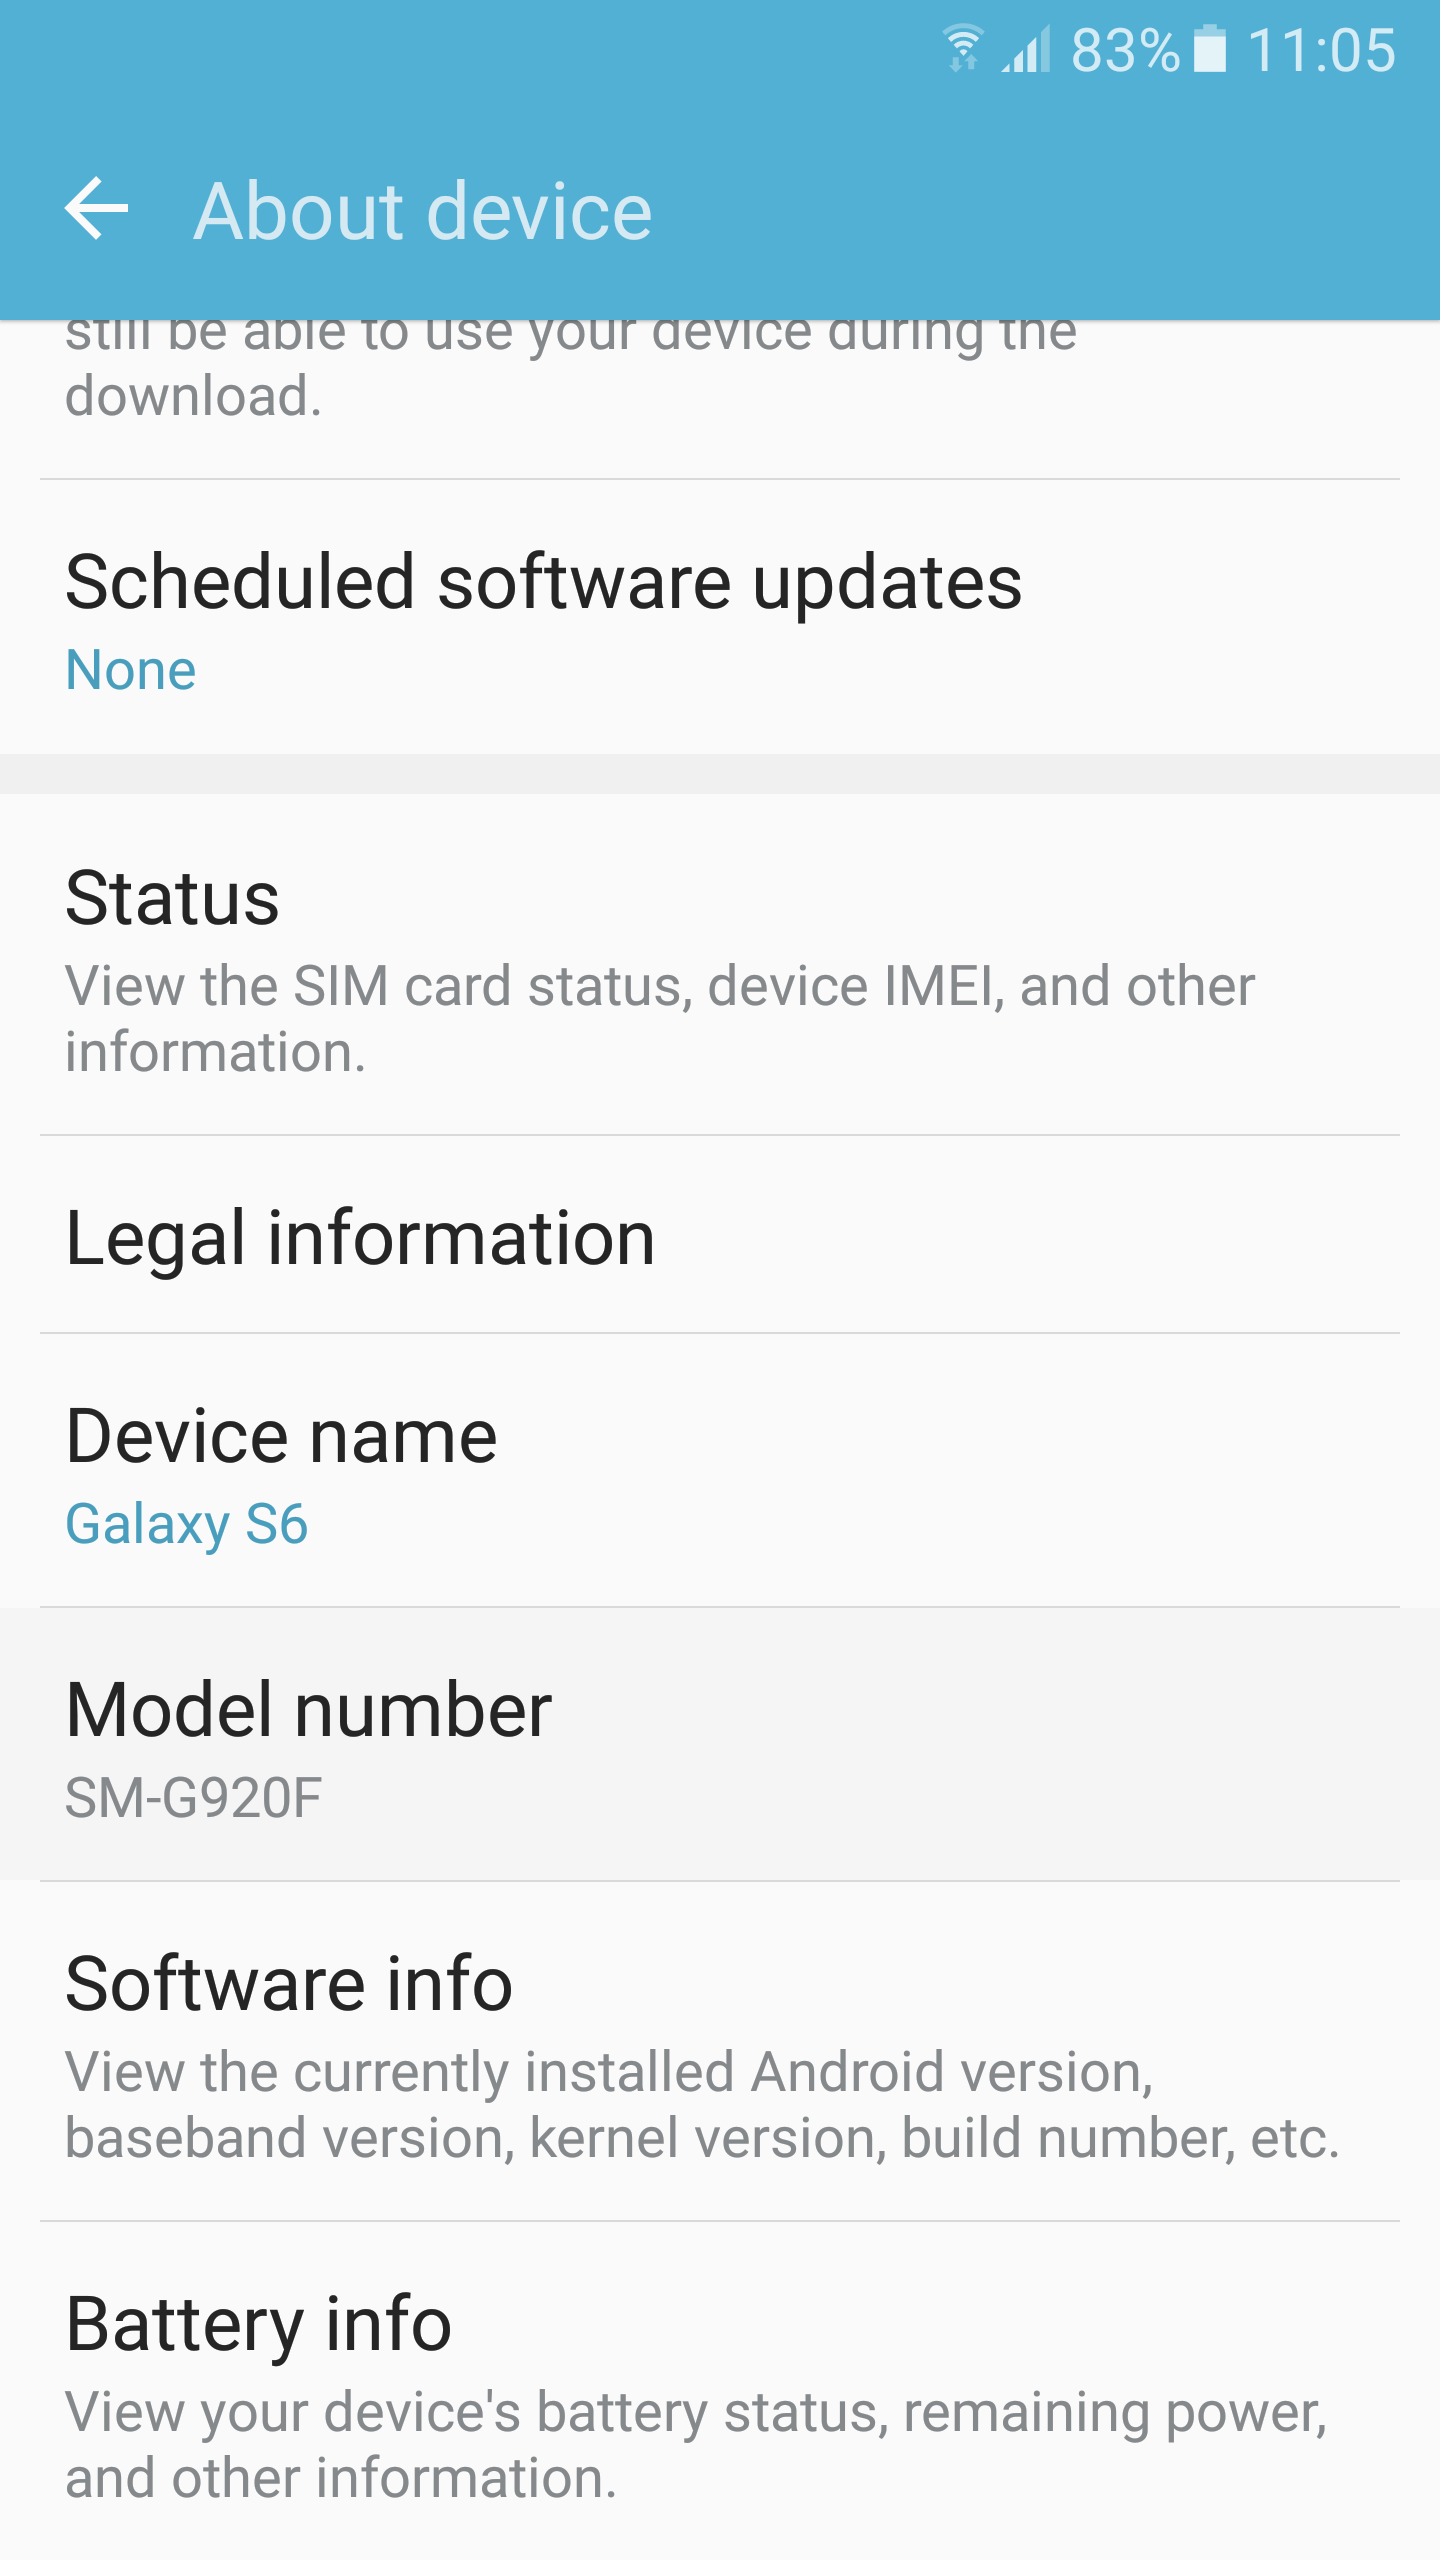 83% 11:05
About device
still be able to use your device during the
download.
Scheduled software updates
None
Status
View the SIM card status, device IMEI, and other
information.
Legal information
Device name
Galaxy S6
Model number
SM-G920F
Software info
View the currently installed Android version,
baseband version, kernel version, build number, etc.
Battery info
View your device's battery status, remaining power,
and other information.